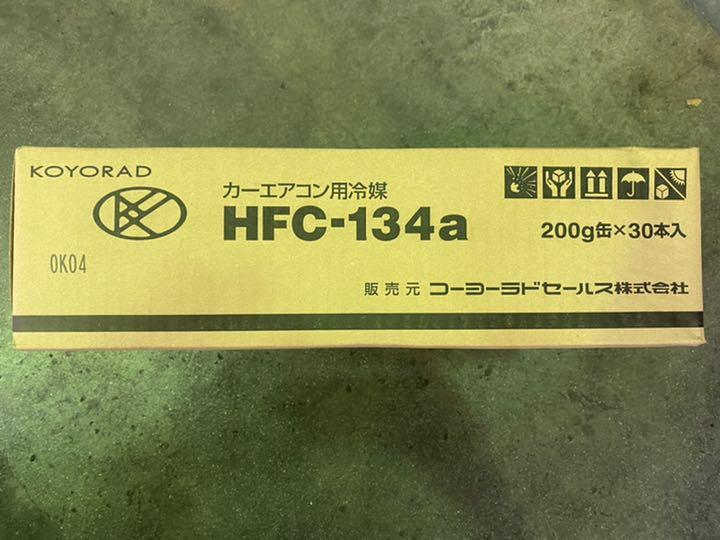 KOYORAD
カーエアコン用冷媒
HFC-134a
200g缶×30本入
0K04
販売元 コーヨーラドセールス株式会社